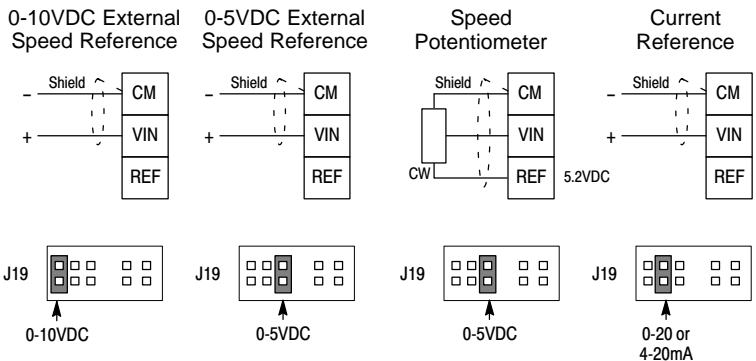 0-10VDC External
Speed Reference
0-5VDC External
Speed Reference
Speed
Potentiometer
Current
Reference
Shield
CM
–
+
VIN
REF
Shield
CM
–
+
VIN
REF
Shield
CM
VIN
CW
REF
5.2VDC
Shield
CM
–
+
VIN
REF
J19
0-10VDC
J19
0-5VDC
J19
0-5VDC
J19
0-20 or
4-20mA